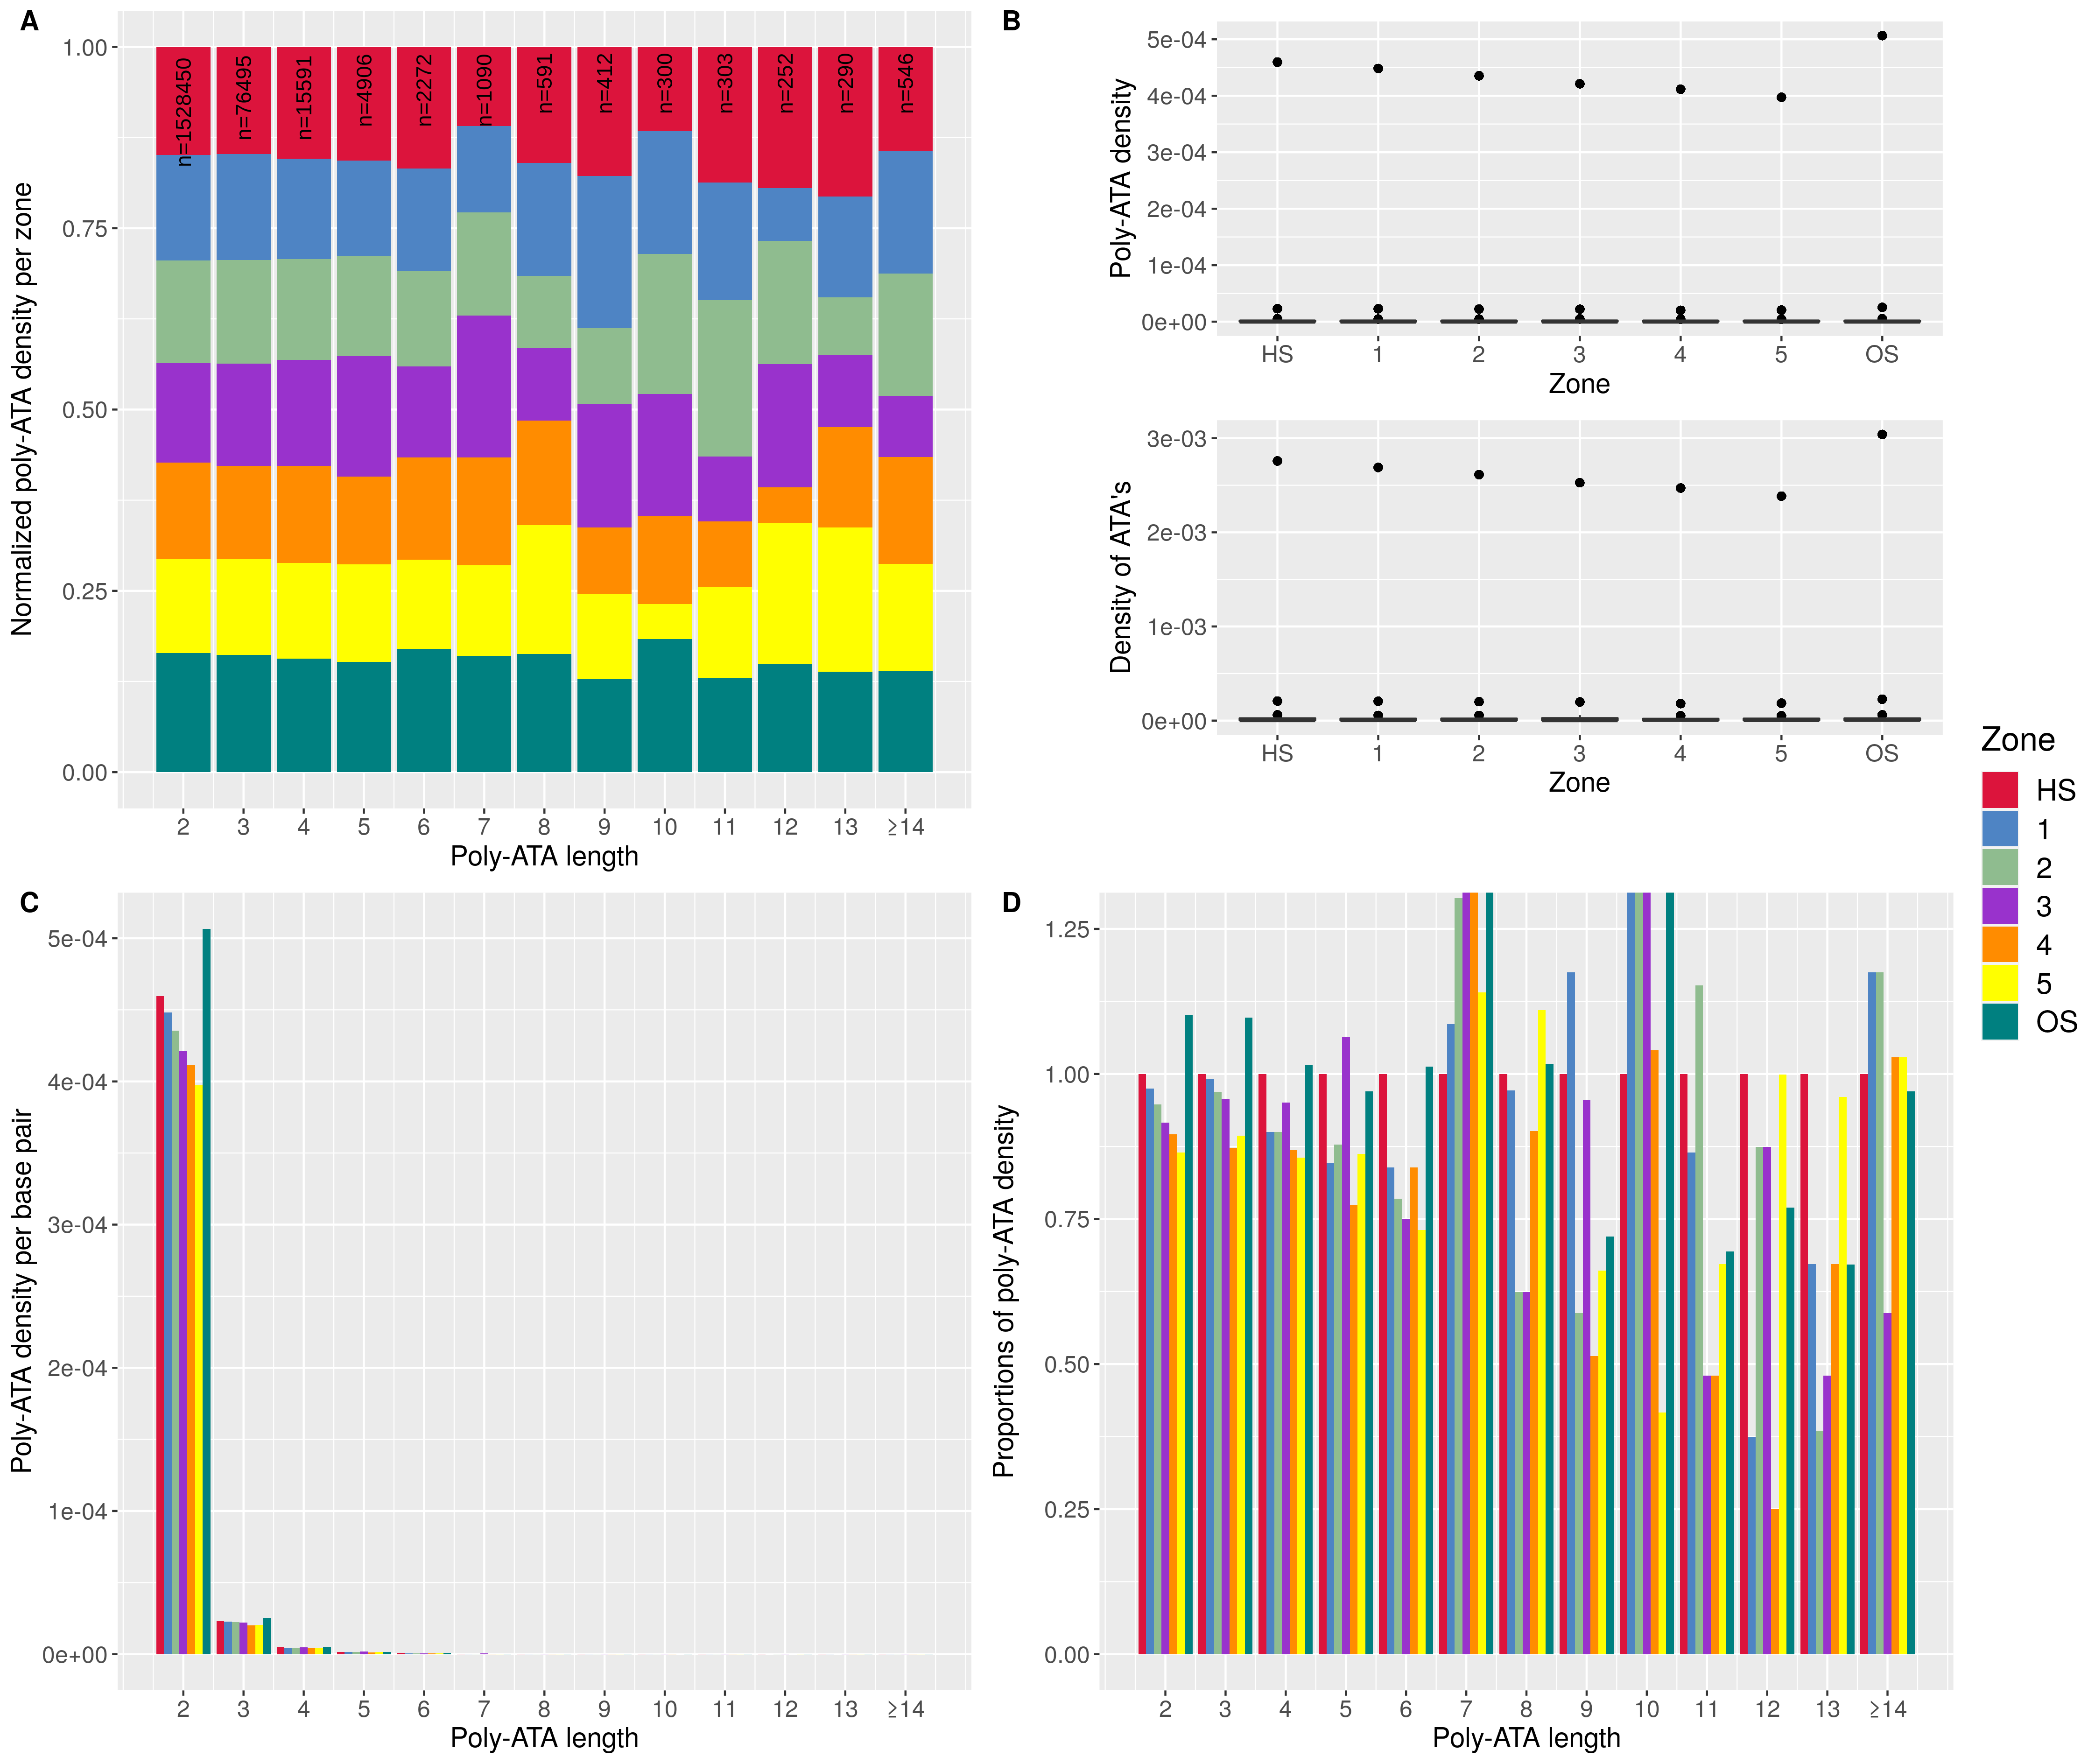 A
Normalized poly-ATA density per zone
1.00
0.75
0.50
0.25
0.00
n=1528450
n=76495
n=15591
n=4906
n=2272
n=1090
n=591
n=412
n=300
n=303
n=252
n=290
n=546
2 3 4 5 6 7 8 9 10 11 12 13 ≥14
Poly-ATA length
B
Poly-ATA density
5e-04
4e-04
3e-04
2e-04
1e-04
0e+00
HS 1 2 3 4 5 OS
Zone
Density of ATA's
3e-03
2e-03
1e-03
0e+00
HS 1 2 3 4 5 OS
Zone
C
Poly-ATA density per base pair
5e-04
4e-04
3e-04
2e-04
1e-04
0e+00
2 3 4 5 6 7 8 9 10 11 12 13 ≥14
Poly-ATA length
D
Proportions of poly-ATA density
1.25
1.00
0.75
0.50
0.25
0.00
2 3 4 5 6 7 8 9 10 11 12 13 ≥14
Poly-ATA length
Zone
HS
1
2
3
4
5
OS